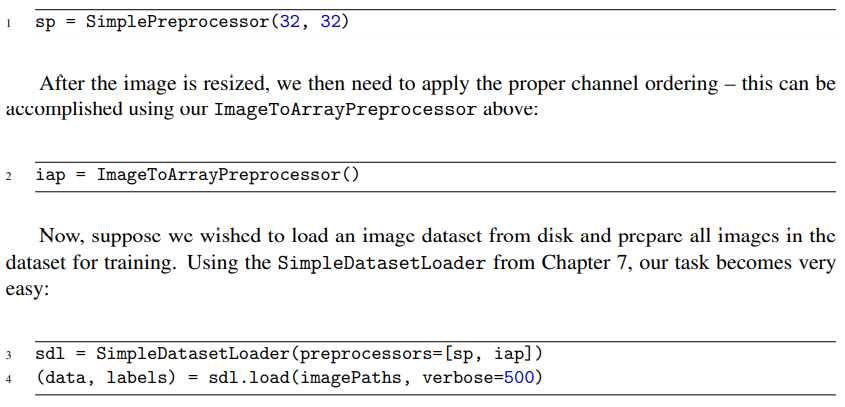 1 sp = SimplePreprocessor(32, 32)
After the image is resized, we then need to apply the proper channel ordering – this can be
accomplished using our ImageToArrayPreprocessor above:
2 iap = ImageToArrayPreprocessor()
Now, suppose we wished to load an image dataset from disk and prepare all images in the
dataset for training. Using the SimpleDatasetLoader from Chapter 7, our task becomes very
easy:
3 sdl = SimpleDatasetLoader(preprocessors=[sp, iap])
4 (data, labels) = sdl.load(imagePaths, verbose=500)